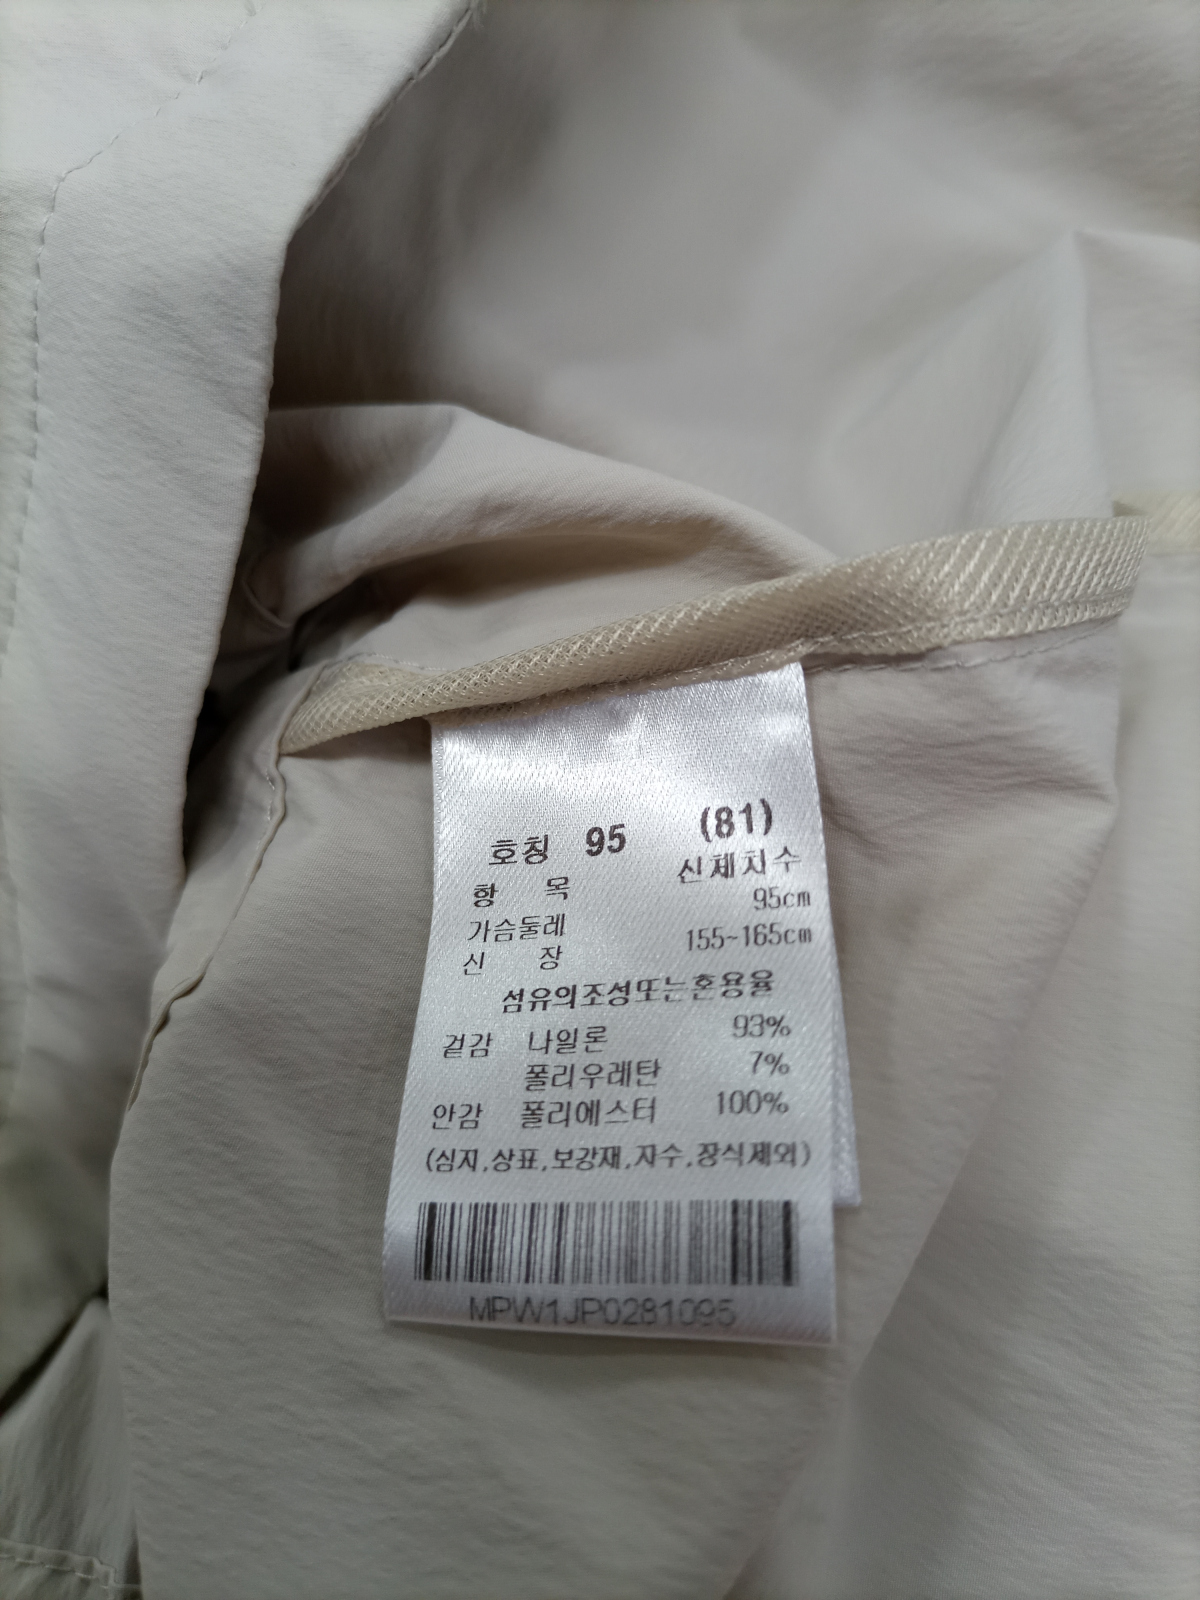 호칭 95 (81)
항 목 신체치수
가슴둘레 95cm
신 장 155~165cm
섬유의조성또는혼용율
겉감 나일론 93%
폴리우레탄 7%
안감 폴리에스터 100%
(심지,상표,보강재,자수,장식제외)
MPW1JP0281095